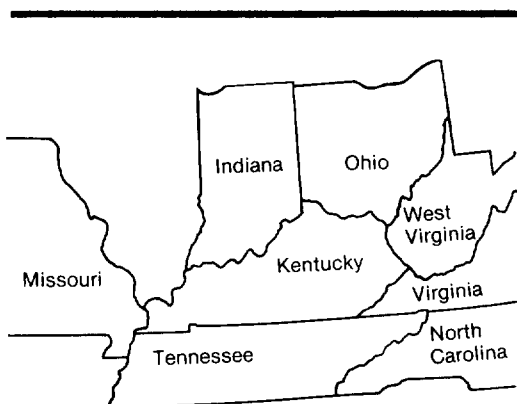 Indiana
Ohio
West
Virginia
Kentucky
Missouri
Virginia
Tennessee
North
Carolina